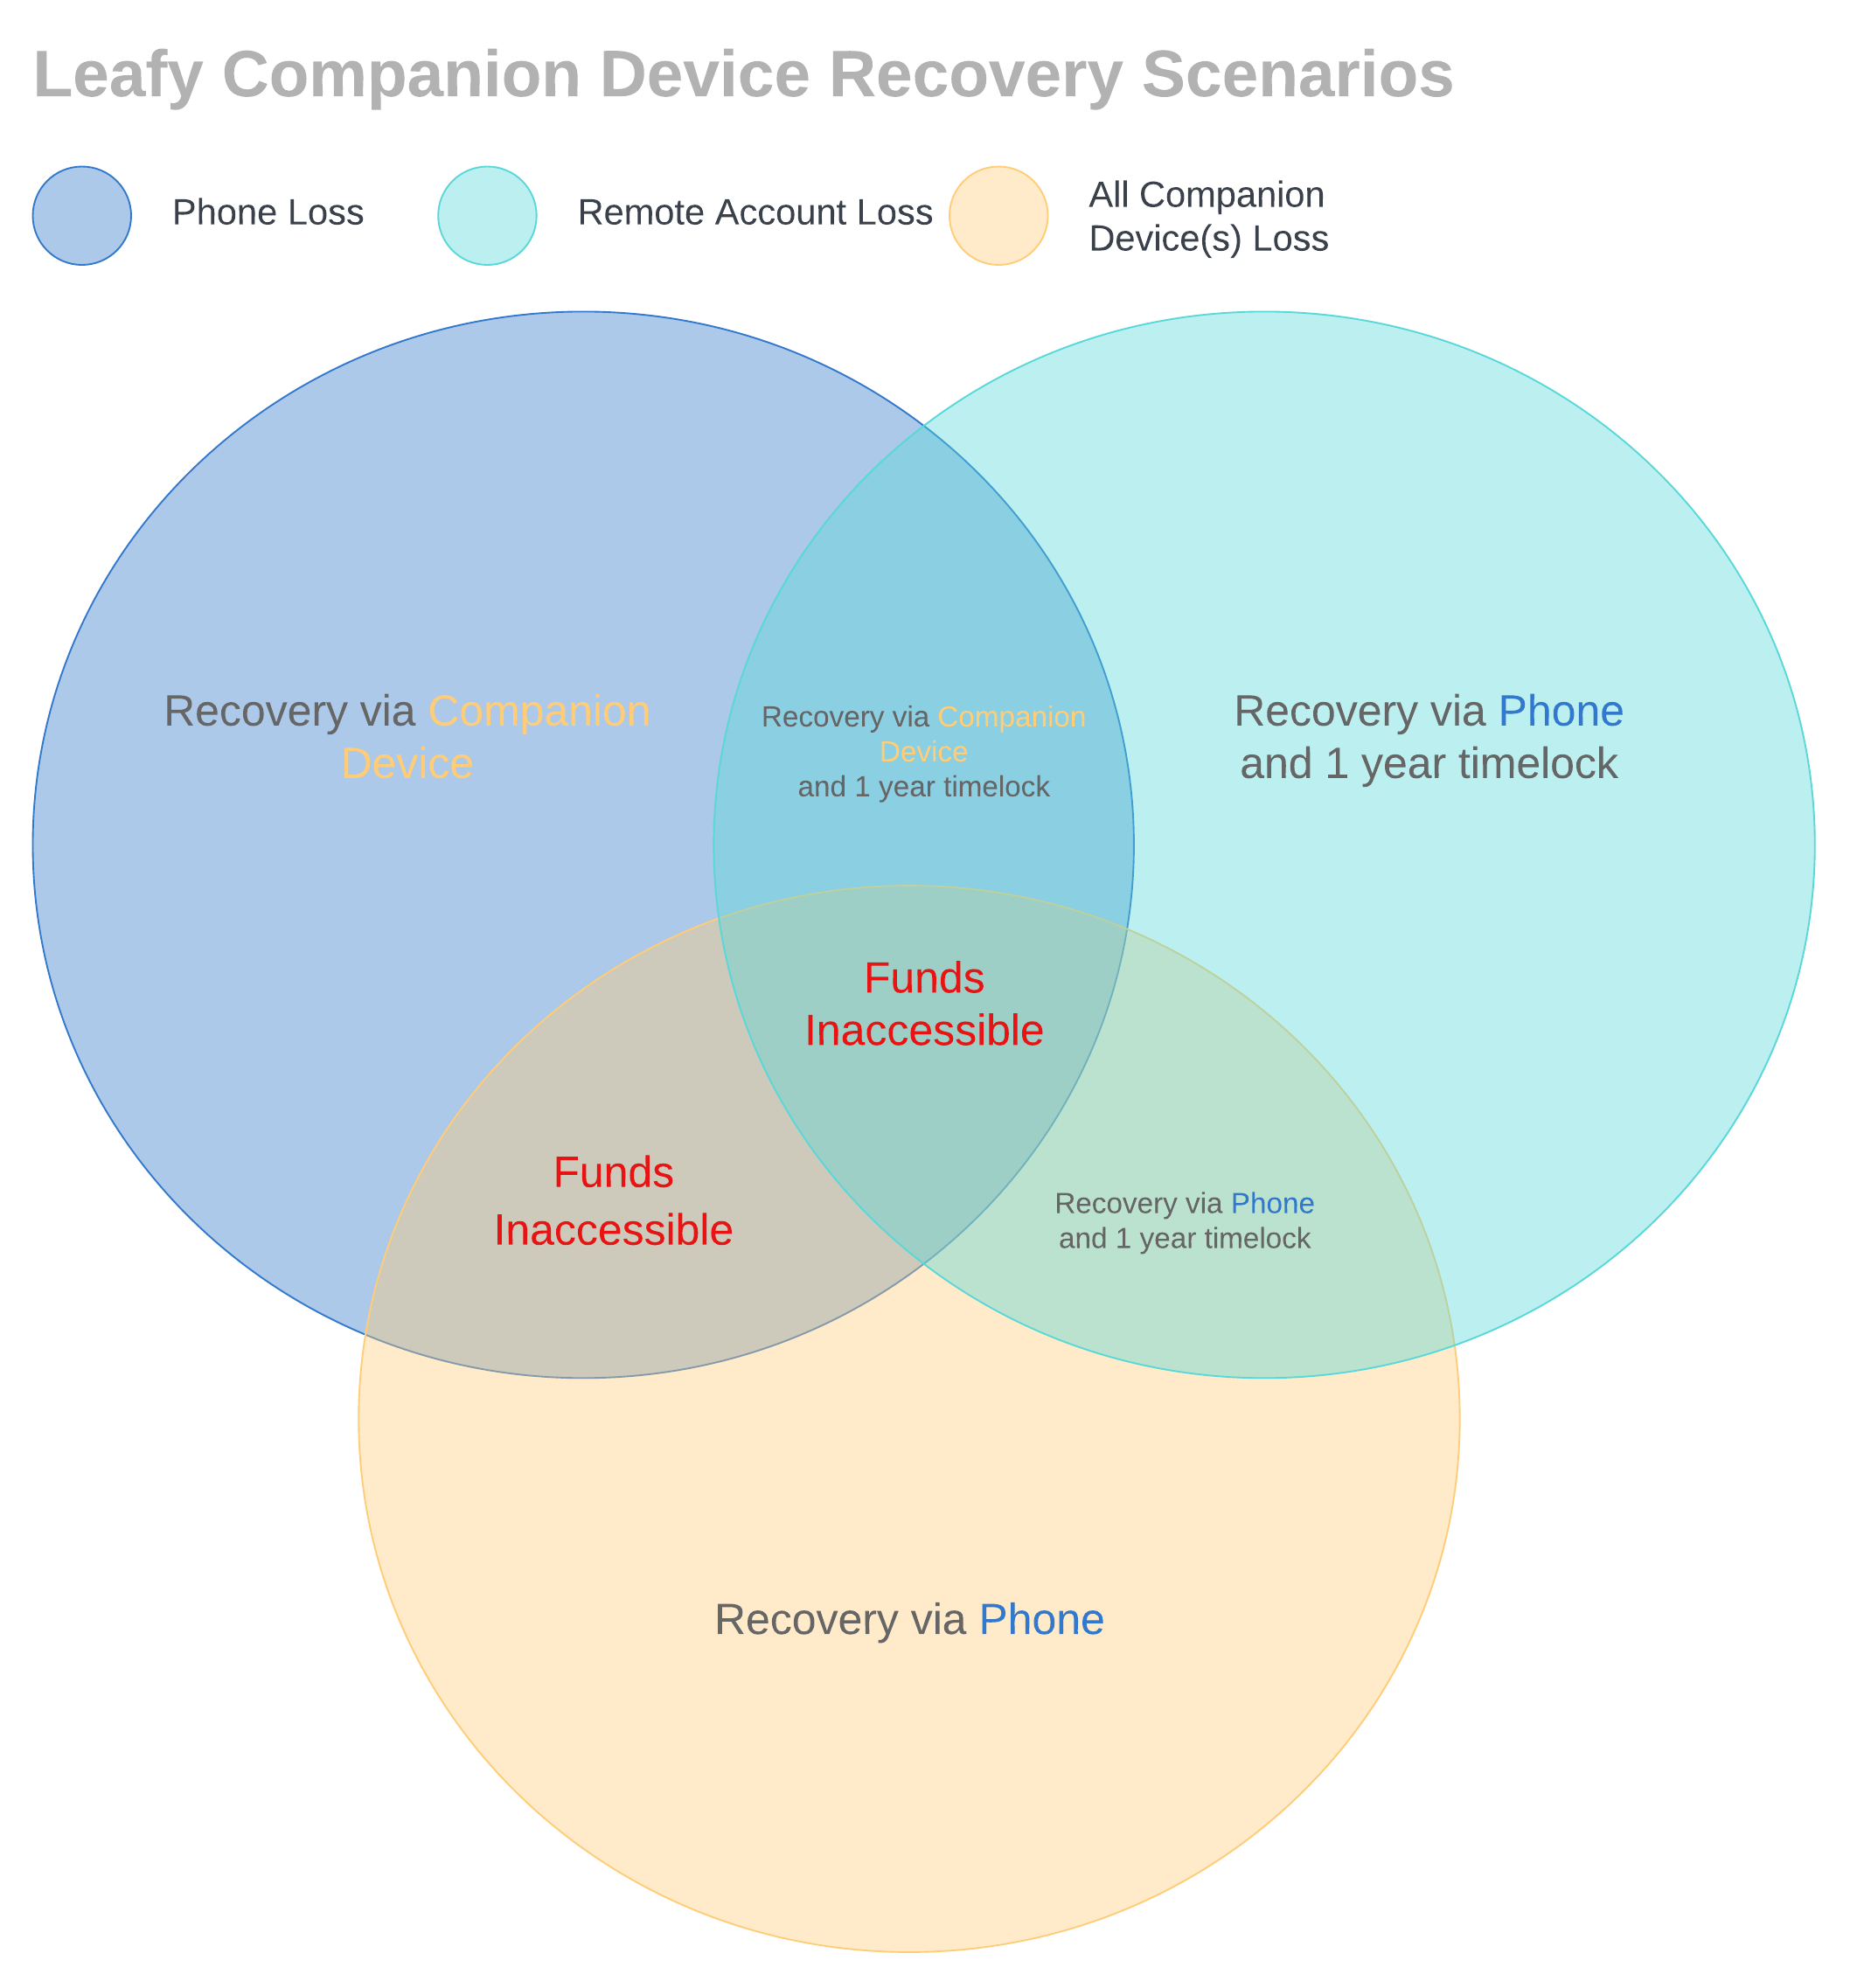 Leafy Companion Device Recovery Scenarios
Phone Loss
Remote Account Loss
All Companion
Device(s) Loss
Recovery via Companion
Device
Recovery via Companion
Device
and 1 year timelock
Recovery via Phone
and 1 year timelock
Funds
Inaccessible
Funds
Inaccessible
Recovery via Phone
and 1 year timelock
Recovery via Phone